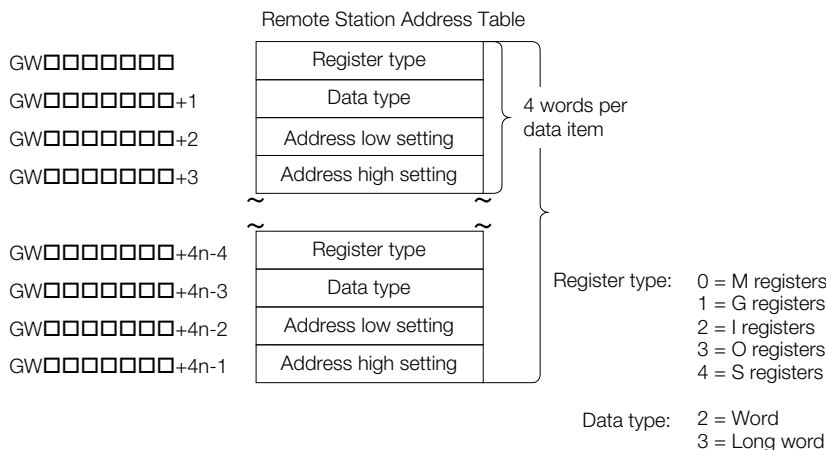 Remote Station Address Table
GW□□□□□□□ Register type
GW□□□□□□□+1 Data type
GW□□□□□□□+2 Address low setting
GW□□□□□□□+3 Address high setting
4 words per
data item
~ ~
~ ~
GW□□□□□□□+4n-4 Register type
GW□□□□□□□+4n-3 Data type
GW□□□□□□□+4n-2 Address low setting
GW□□□□□□□+4n-1 Address high setting
Register type: 0 = M registers
1 = G registers
2 = I registers
3 = O registers
4 = S registers
Data type: 2 = Word
3 = Long word